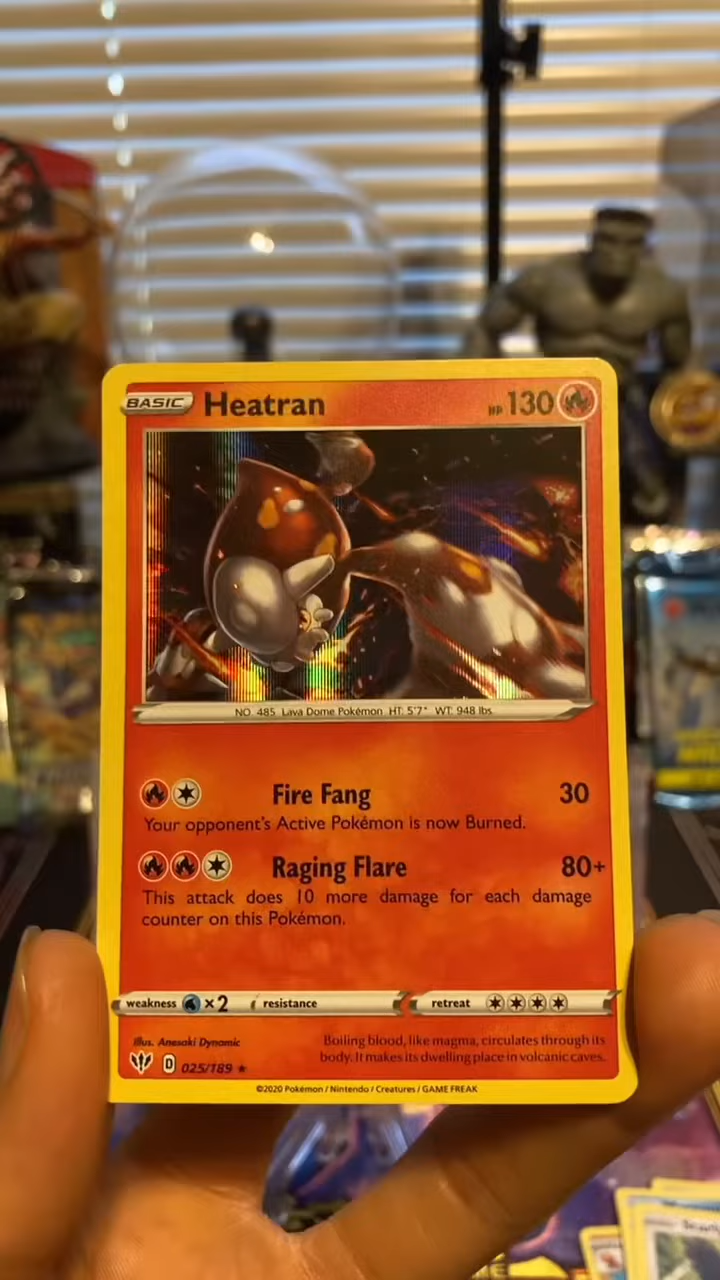 BASIC Heatran HP 130
NO. 485 Lava Dome Pokémon HT: 5'7" WT: 948 lbs.
Fire Fang 30
Your opponent's Active Pokémon is now Burned.
Raging Flare 80+
This attack does 10 more damage for each damage
counter on this Pokémon.
weakness ×2 resistance retreat
Illus. Anesaki Dynamic
Boiling blood, like magma, circulates through its
body. It makes its dwelling place in volcanic caves.
D 025/189 ★
©2020 Pokémon / Nintendo / Creatures / GAME FREAK